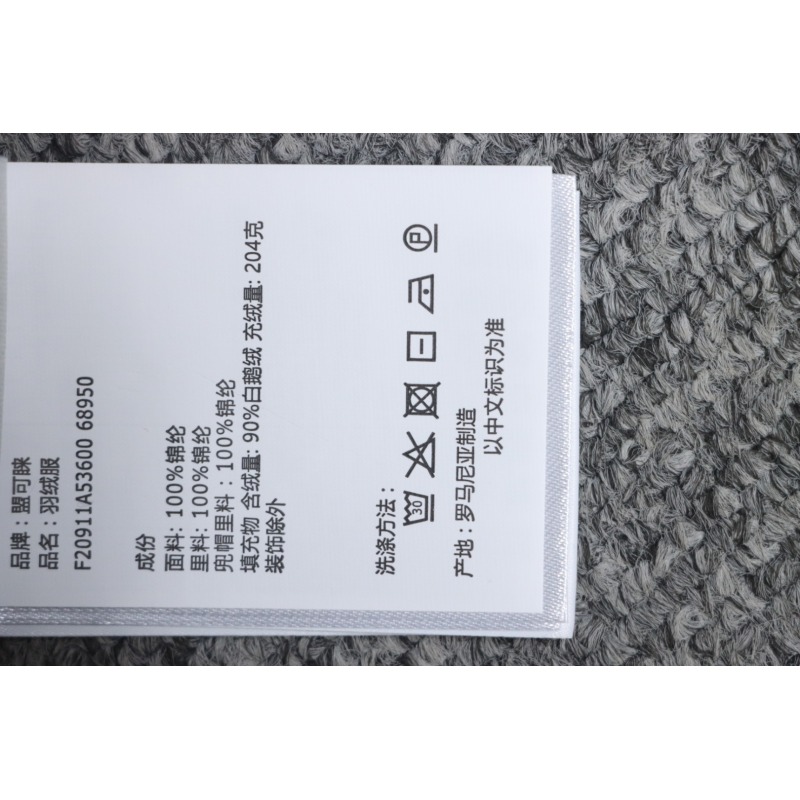 品牌：盟可睐
品名：羽绒服
F20911A53600 68950
成份
面料: 100%锦纶
里料: 100%锦纶
兜帽里料：100%锦纶
填充物 含绒量: 90%白鹅绒 充绒量: 204克
装饰除外
洗涤方法：
30
P
产地：罗马尼亚制造
以中文标识为准